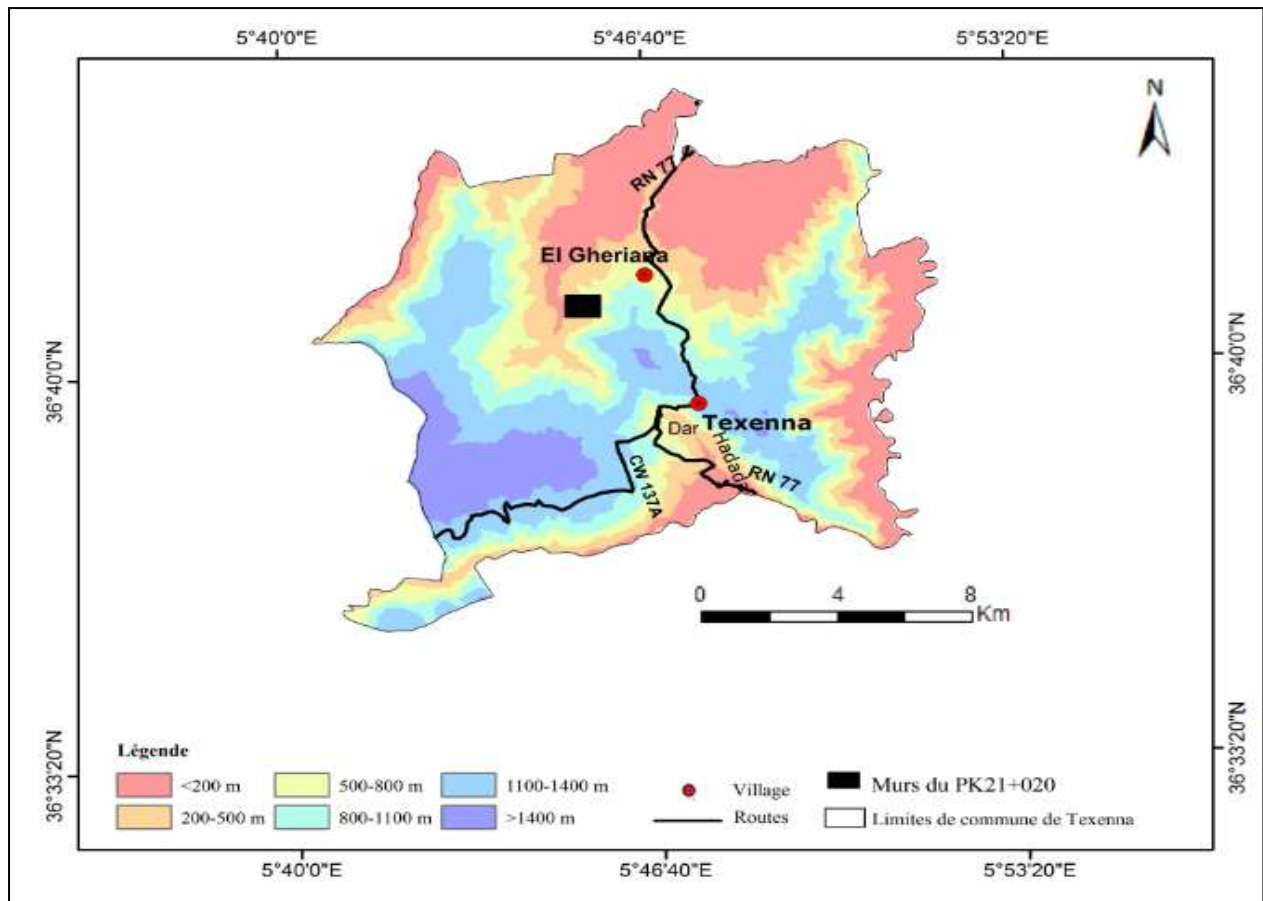 5°40'0"E 5°46'40"E 5°53'20"E
N
RN 77
El Gheriana
36°40'0"N
36°40'0"N
Texenna
Dar
Hadada
RN 77
CW 137A
0 4 8
Km
36°33'20"N
36°33'20"N
Légende
<200 m 500-800 m 1100-1400 m Village Murs du PK21+020
200-500 m 800-1100 m >1400 m Routes Limites de commune de Texenna
5°40'0"E 5°46'40"E 5°53'20"E